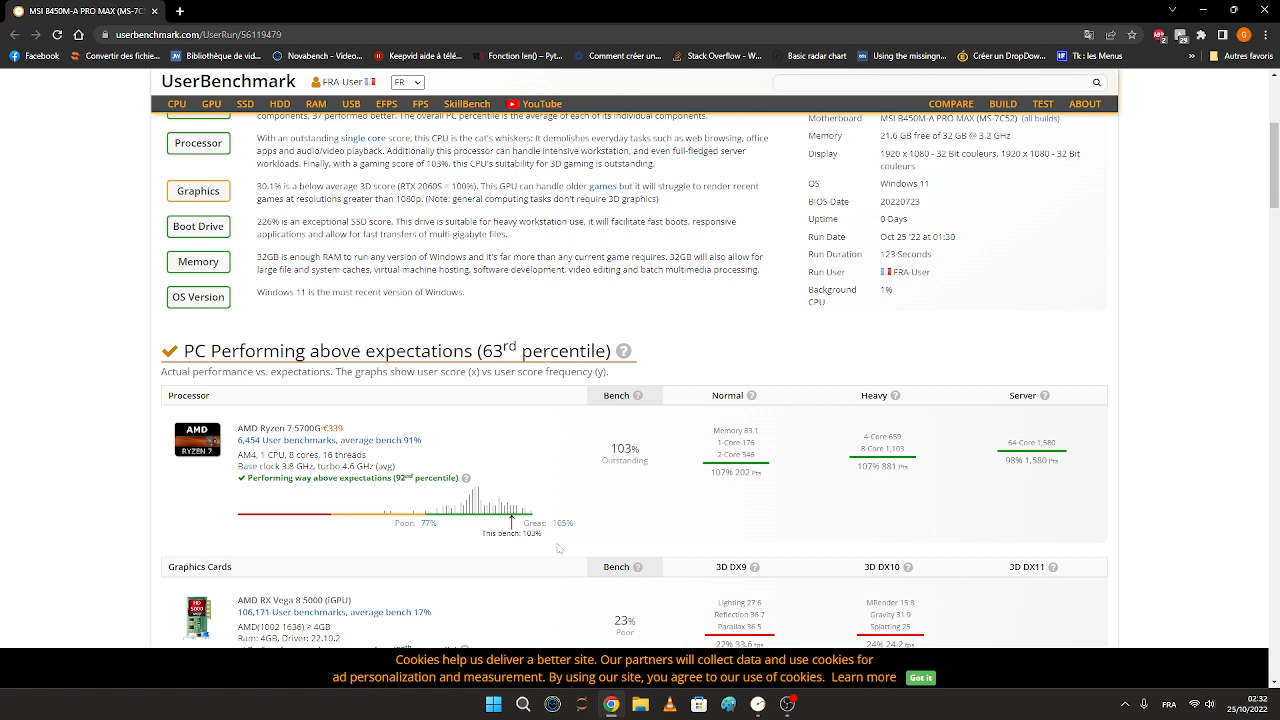 MSI B450M-A PRO MAX (MS-7C5
userbenchmark.com/UserRun/56119479
Facebook
Convertir des fichie...
Bibliothèque de vid...
Novabench - Video...
Keepvid aide à télé...
Fonction len() – Pyt...
Comment créer un...
Stack Overflow - W...
Basic radar chart
Using the missingn...
Créer un DropDow...
Tk : les Menus
Autres favoris
UserBenchmark
FRA-User
FR
CPU GPU SSD HDD RAM USB EFPS FPS SkillBench YouTube
COMPARE BUILD TEST ABOUT
components, 37 performed better. The overall PC percentile is the average of each of its individual components.
Processor
With an outstanding single core score, this CPU is the cat's whiskers: It demolishes everyday tasks such as web browsing, office
apps and audio/video playback. Additionally this processor can handle intensive workstation, and even full-fledged server
workloads. Finally, with a gaming score of 103%, this CPU's suitability for 3D gaming is outstanding.
Graphics
30.1% is a below average 3D score (RTX 2060S = 100%). This GPU can handle older games but it will struggle to render recent
games at resolutions greater than 1080p. (Note: general computing tasks don't require 3D graphics)
Boot Drive
226% is an exceptional SSD score. This drive is suitable for heavy workstation use, it will facilitate fast boots, responsive
applications and allow for fast transfers of multi-gigabyte files.
Memory
32GB is enough RAM to run any version of Windows and it's far more than any current game requires. 32GB will also allow for
large file and system caches, virtual machine hosting, software development, video editing and batch multimedia processing.
OS Version
Windows 11 is the most recent version of Windows.
Motherboard MSI B450M-A PRO MAX (MS-7C52) (all builds)
Memory 21.6 GB free of 32 GB @ 3.2 GHz
Display 1920 x 1080 - 32 Bit couleurs, 1920 x 1080 - 32 Bit
couleurs
OS Windows 11
BIOS Date 20220723
Uptime 0 Days
Run Date Oct 25 '22 at 01:30
Run Duration 123 Seconds
Run User FRA-User
Background 1%
CPU
PC Performing above expectations (63rd percentile) ?
Actual performance vs. expectations. The graphs show user score (x) vs user score frequency (y).
Processor Bench ? Normal ? Heavy ? Server ?
AMD
RYZEN 7
AMD Ryzen 7 5700G-€339
6,454 User benchmarks, average bench 91%
AM4, 1 CPU, 8 cores, 16 threads
Base clock 3.8 GHz, turbo 4.6 GHz (avg)
Performing way above expectations (92nd percentile) ?
Poor: 77% Great: 105%
This bench: 103%
103%
Outstanding
Memory 83.1
1-Core 176
2-Core 346
107% 202 Pts
4-Core 659
8-Core 1,103
107% 881 Pts
64-Core 1,580
98% 1,580 Pts
Graphics Cards Bench ? 3D DX9 ? 3D DX10 ? 3D DX11 ?
HD
5000
AMD RX Vega 8 5000 (iGPU)
106,171 User benchmarks, average bench 17%
AMD(1002 1636) ≥ 4GB
Ram: 4GB, Driver: 22.10.2
23%
Poor
Lighting 27.6
Reflection 36.7
Parallax 36.5
22% 33.6 fps
MRender 15.8
Gravity 31.9
Splatting 25
24% 24.2 fps
Cookies help us deliver a better site. Our partners will collect data and use cookies for
ad personalization and measurement. By using our site, you agree to our use of cookies. Learn more Got it
FRA
02:32
25/10/2022